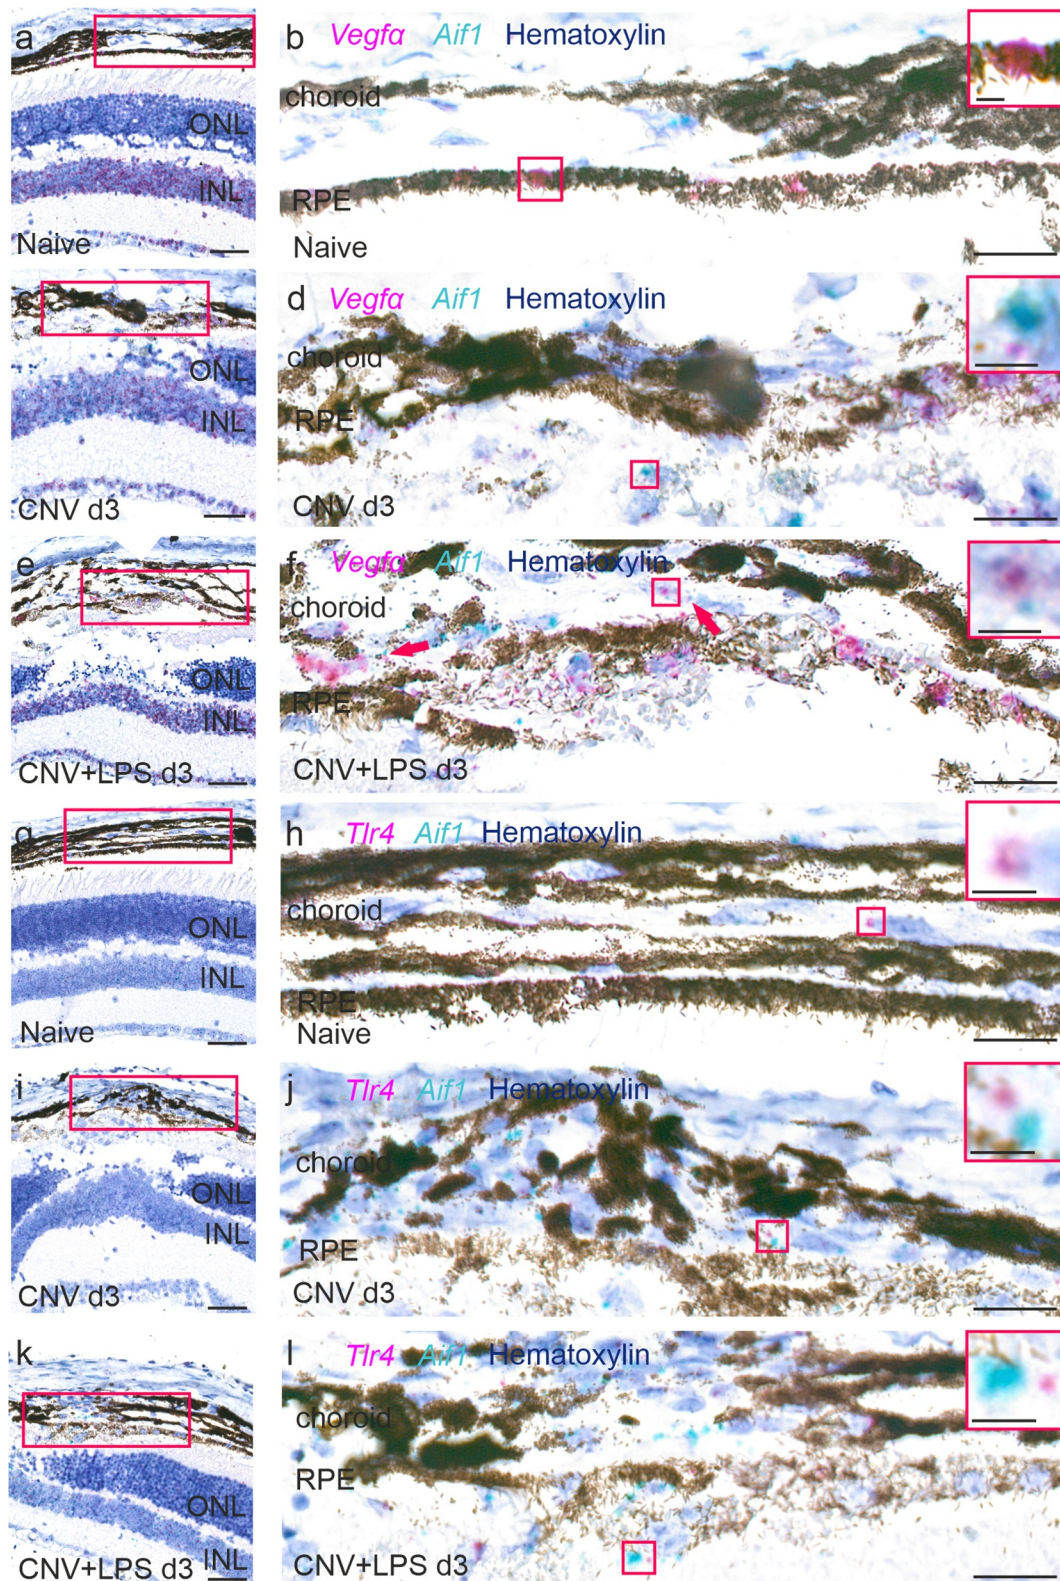 a
ONL
INL
Naive
b Vegfα Aif1 Hematoxylin
choroid
RPE
Naive
c
ONL
INL
CNV d3
d Vegfα Aif1 Hematoxylin
choroid
RPE
CNV d3
e
ONL
INL
CNV+LPS d3
f Vegfα Aif1 Hematoxylin
choroid
RPE
CNV+LPS d3
g
ONL
INL
Naive
h Tlr4 Aif1 Hematoxylin
choroid
RPE
Naive
i
ONL
INL
CNV d3
j Tlr4 Aif1 Hematoxylin
choroid
RPE
CNV d3
k
ONL
INL
CNV+LPS d3
l Tlr4 Aif1 Hematoxylin
choroid
RPE
CNV+LPS d3